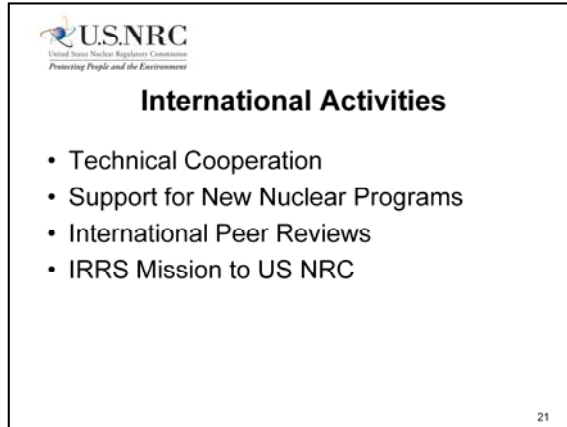 U.S.NRC
United States Nuclear Regulatory Commission
Protecting People and the Environment
International Activities
• Technical Cooperation
• Support for New Nuclear Programs
• International Peer Reviews
• IRRS Mission to US NRC
21